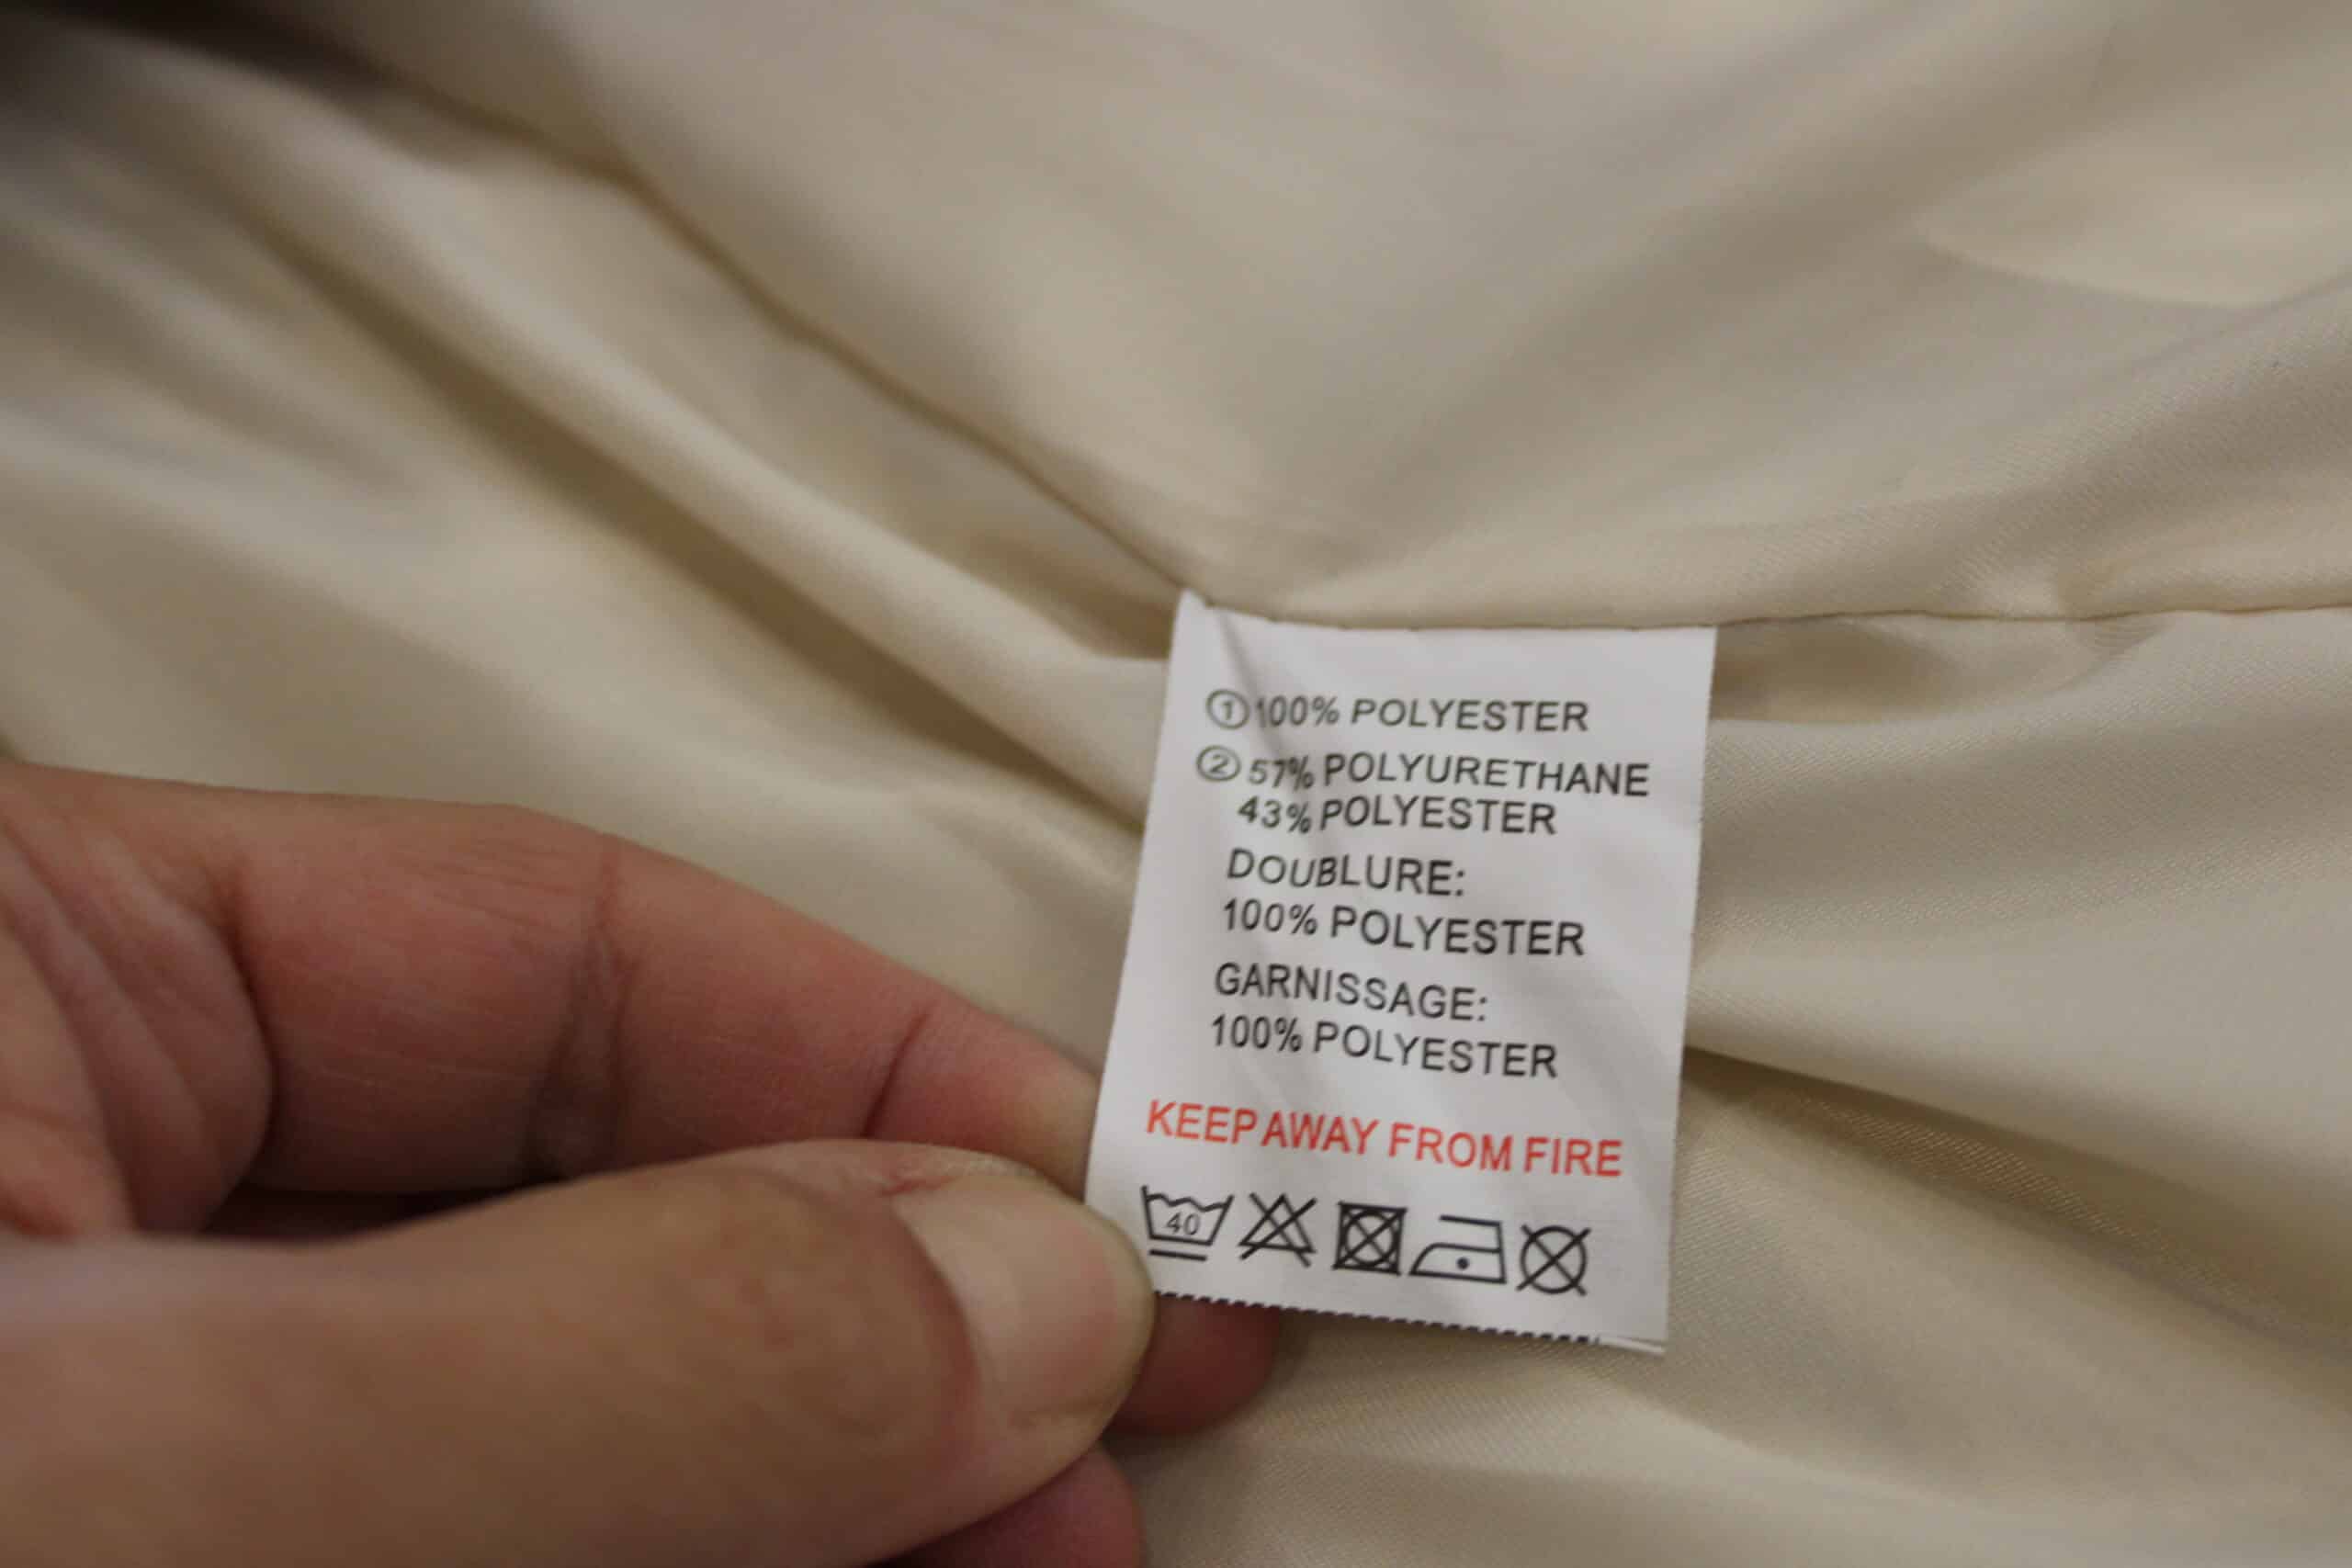 ①100% POLYESTER
②57% POLYURETHANE
43% POLYESTER
DOUBLURE:
100% POLYESTER
GARNISSAGE:
100% POLYESTER
KEEP AWAY FROM FIRE
40